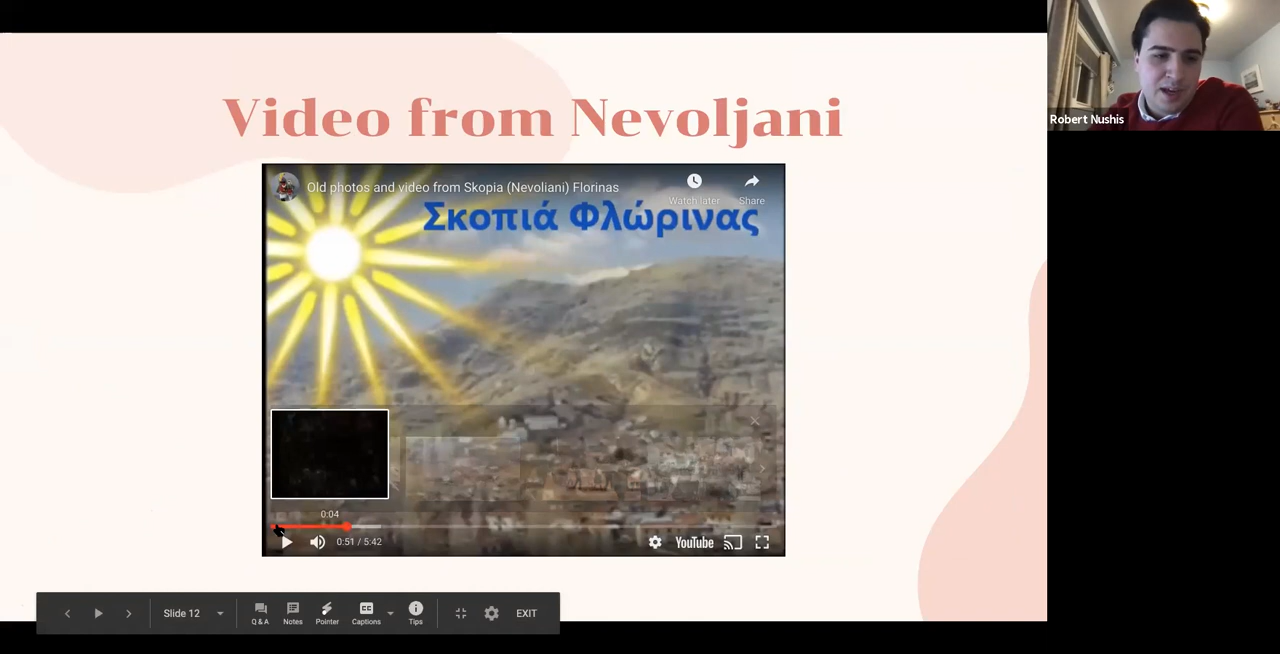 Video from Nevoljani
Old photos and video from Skopia (Nevoliani) Florinas
Watch later
Share
Σκοπιά Φλώρινας
0:04
0:51 / 5:42
YouTube
Slide 12
Q & A
Notes
Pointer
Captions
CC
Tips
EXIT
Robert Nushis